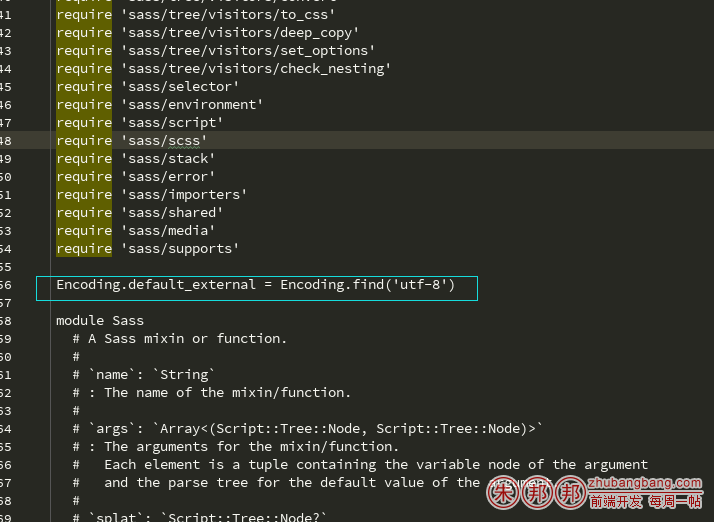 41 require 'sass/tree/visitors/to_css'
42 require 'sass/tree/visitors/deep_copy'
43 require 'sass/tree/visitors/set_options'
44 require 'sass/tree/visitors/check_nesting'
45 require 'sass/selector'
46 require 'sass/environment'
47 require 'sass/script'
48 require 'sass/scss'
49 require 'sass/stack'
50 require 'sass/error'
51 require 'sass/importers'
52 require 'sass/shared'
53 require 'sass/media'
54 require 'sass/supports'
55
56 Encoding.default_external = Encoding.find('utf-8')
57
58 module Sass
59 # A Sass mixin or function.
60 #
61 # `name`: `String`
62 # : The name of the mixin/function.
63 #
64 # `args`: `Array<(Script::Tree::Node, Script::Tree::Node)>`
65 # : The arguments for the mixin/function.
66 # Each element is a tuple containing the variable node of the argument
67 # and the parse tree for the default value of the argument
68 #
69 # `splat`: `Script::Tree::Node?`
朱邦邦 zhubangbang.com
前端开发 每周一帖